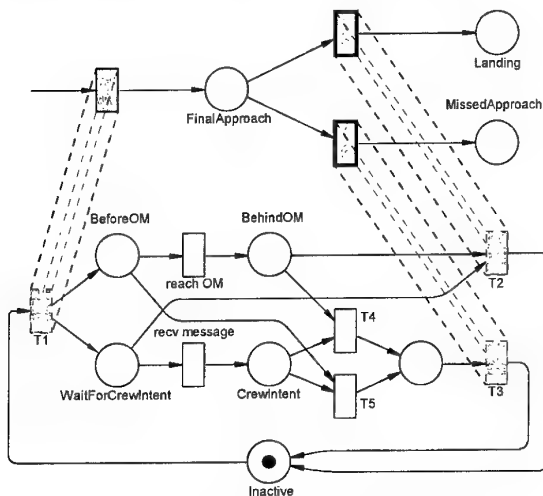 Landing
FinalApproach
MissedApproach
BeforeOM
BehindOM
reach OM
T2
T1
recv message
T4
WaitForCrewIntent
CrewIntent
T5
T3
Inactive